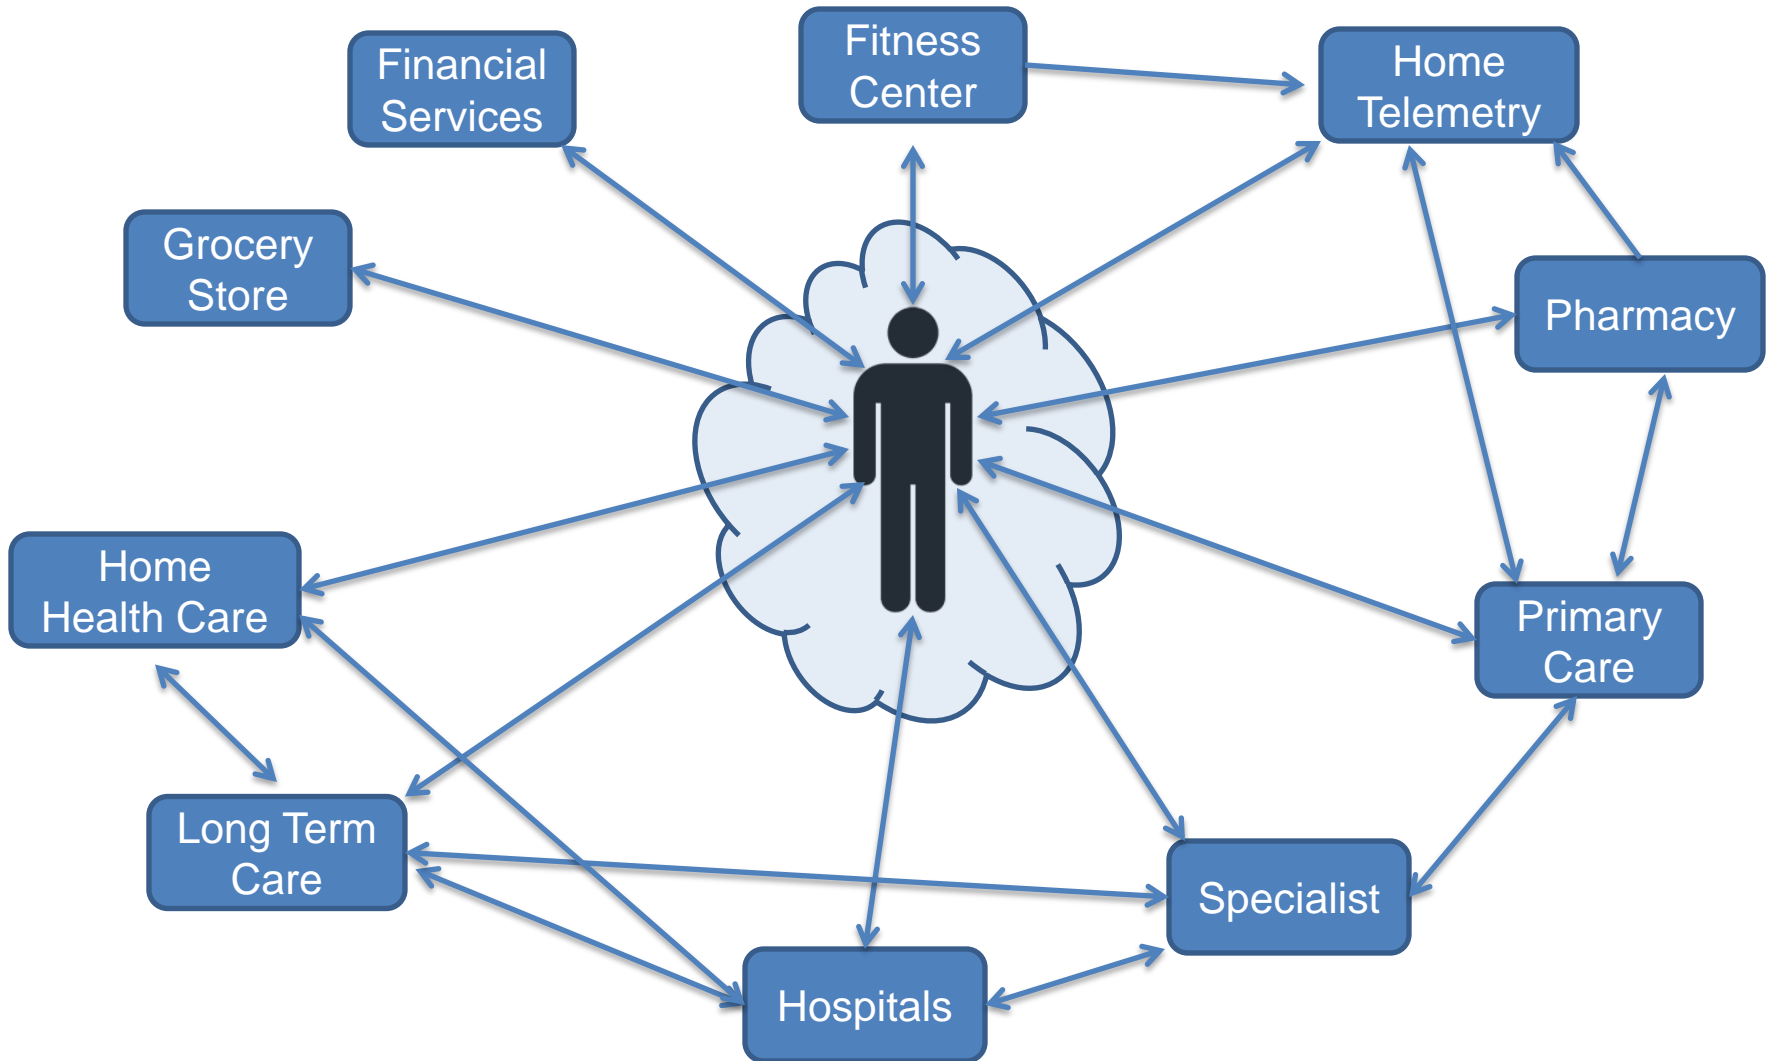 Financial
Services
Fitness
Center
Home
Telemetry
Grocery
Store
Pharmacy
Home
Health Care
Primary
Care
Long Term
Care
Specialist
Hospitals